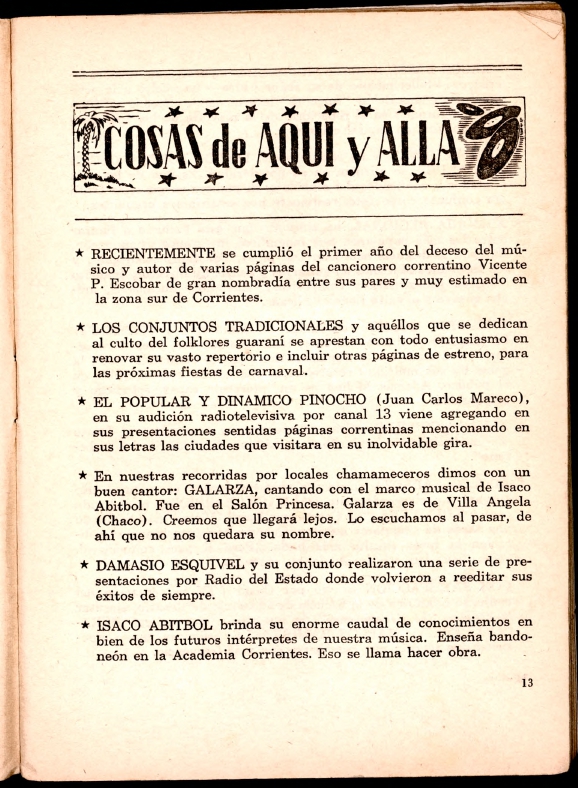 COSAS de AQUI y ALLA
★ RECIENTEMENTE se cumplió el primer año del deceso del mú-
sico y autor de varias páginas del cancionero correntino Vicente
P. Escobar de gran nombradía entre sus pares y muy estimado en
la zona sur de Corrientes.
★ LOS CONJUNTOS TRADICIONALES y aquéllos que se dedican
al culto del folklores guaraní se aprestan con todo entusiasmo en
renovar su vasto repertorio e incluir otras páginas de estreno, para
las próximas fiestas de carnaval.
★ EL POPULAR Y DINAMICO PINOCHO (Juan Carlos Mareco),
en su audición radiotelevisiva por canal 13 viene agregando en
sus presentaciones sentidas páginas correntinas mencionando en
sus letras las ciudades que visitara en su inolvidable gira.
★ En nuestras recorridas por locales chamameceros dimos con un
buen cantor: GALARZA, cantando con el marco musical de Isaco
Abitbol. Fue en el Salón Princesa. Galarza es de Villa Angela
(Chaco). Creemos que llegará lejos. Lo escuchamos al pasar, de
ahí que no nos quedara su nombre.
★ DAMASIO ESQUIVEL y su conjunto realizaron una serie de pre-
sentaciones por Radio del Estado donde volvieron a reeditar sus
éxitos de siempre.
★ ISACO ABITBOL brinda su enorme caudal de conocimientos en
bien de los futuros intérpretes de nuestra música. Enseña bando-
neón en la Academia Corrientes. Eso se llama hacer obra.
13